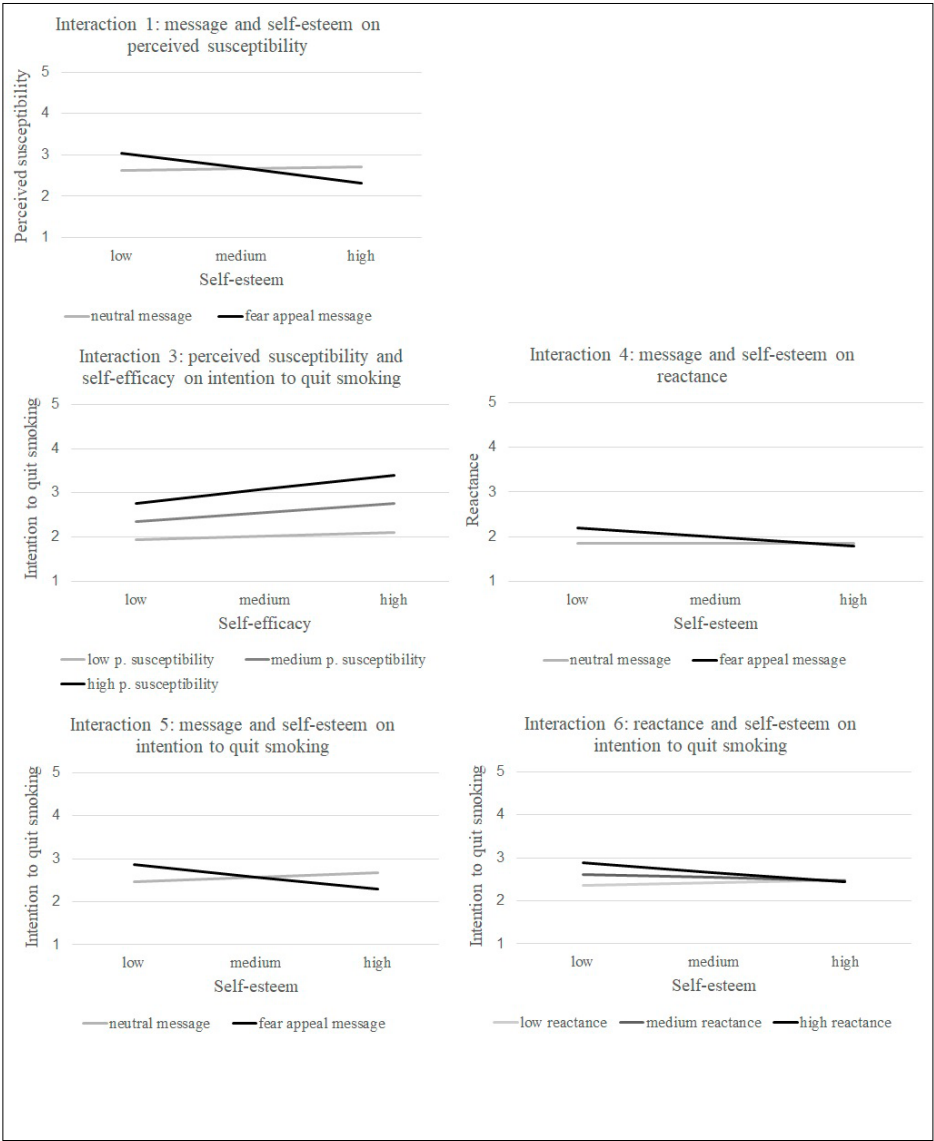 Interaction 1: message and self-esteem on
perceived susceptibility
Perceived susceptibility
5
4
3
2
1
low medium high
Self-esteem
neutral message fear appeal message
Interaction 3: perceived susceptibility and
self-efficacy on intention to quit smoking
Intention to quit smoking
5
4
3
2
1
low medium high
Self-efficacy
low p. susceptibility medium p. susceptibility
high p. susceptibility
Interaction 4: message and self-esteem on
reactance
Reactance
5
4
3
2
1
low medium high
Self-esteem
neutral message fear appeal message
Interaction 5: message and self-esteem on
intention to quit smoking
Intention to quit smoking
5
4
3
2
1
low medium high
Self-esteem
neutral message fear appeal message
Interaction 6: reactance and self-esteem on
intention to quit smoking
Intention to quit smoking
5
4
3
2
1
low medium high
Self-esteem
low reactance medium reactance high reactance